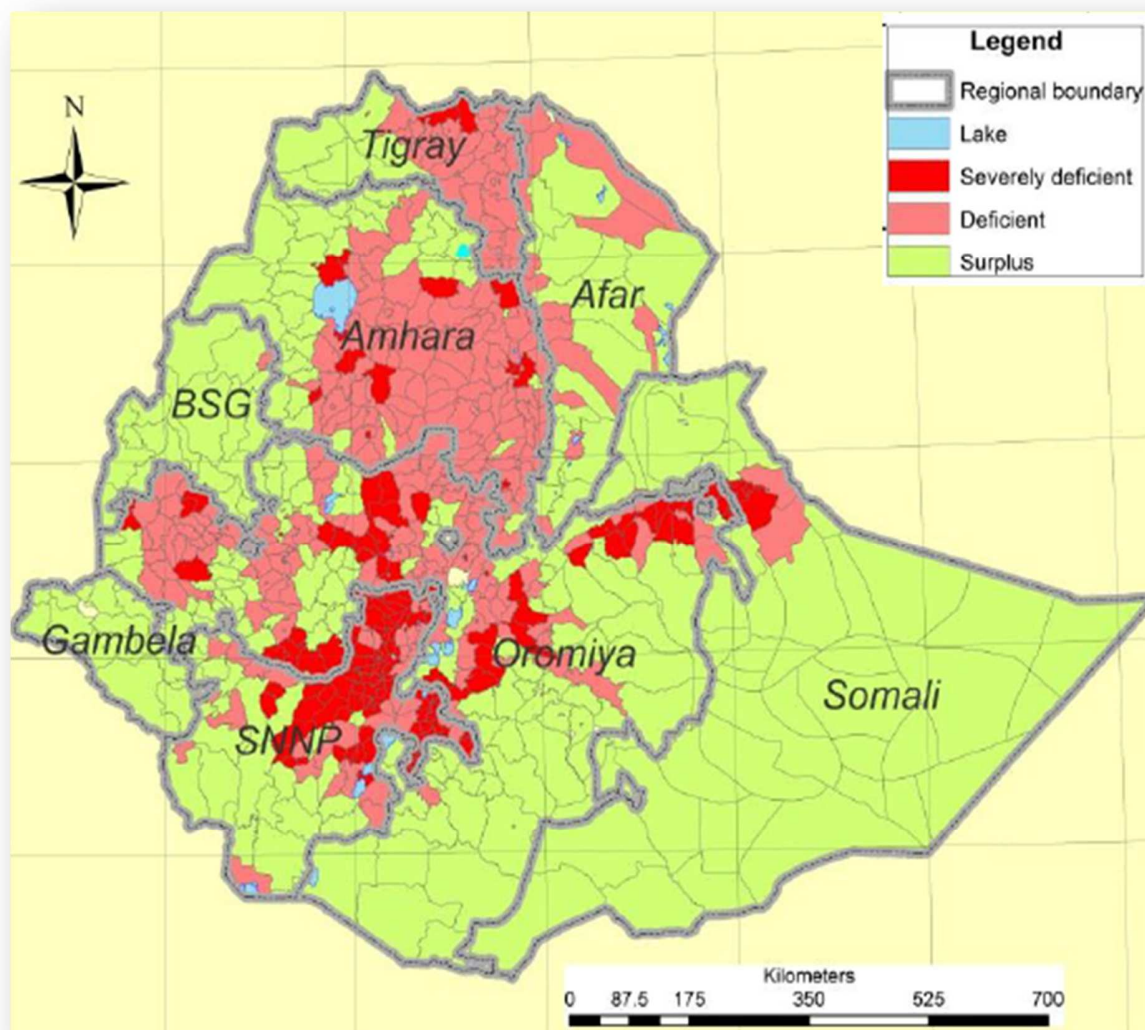 Legend
Regional boundary
Lake
Severely deficient
Deficient
Surplus
N
Tigray
Afar
Amhara
BSG
Gambela
Oromiya
Somali
SNNP
Kilometers
0 87.5 175 350 525 700